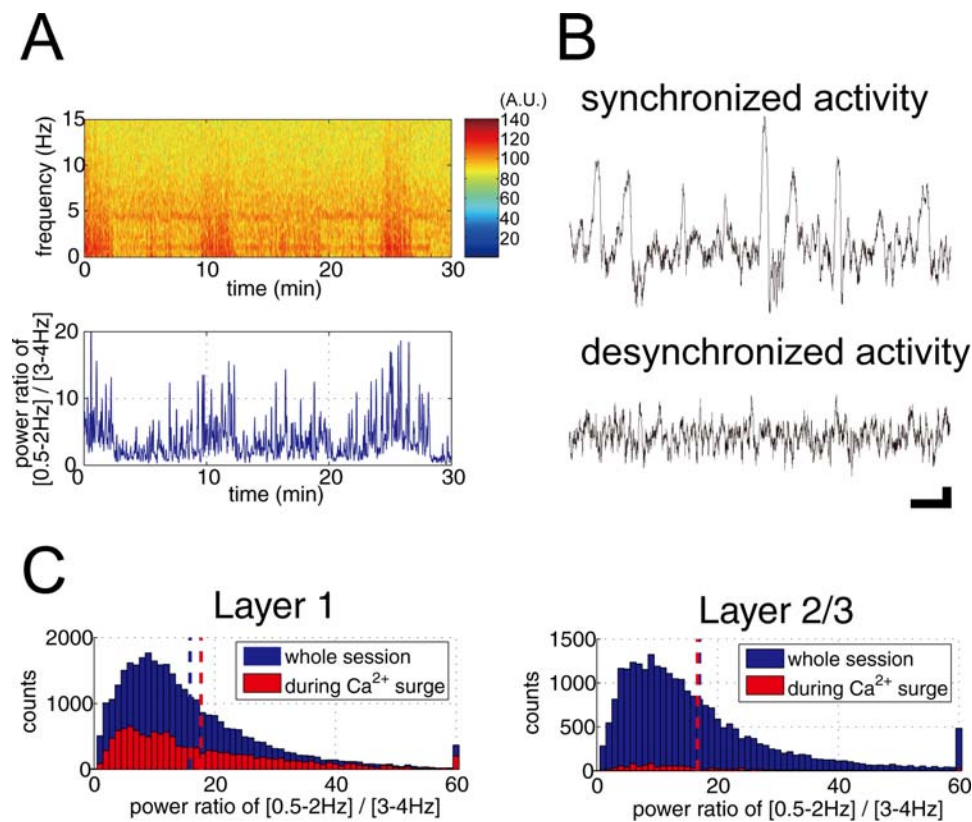 A
(A.U.)
15
10
5
0
frequency (Hz)
140
120
100
80
60
40
20
0
10
20
30
time (min)
20
10
0
power ratio of
[0.5-2Hz] / [3-4Hz]
0
10
20
30
time (min)
B
synchronized activity
desynchronized activity
C
Layer 1
2000
1000
0
counts
whole session
during Ca²⁺ surge
0
20
40
60
power ratio of [0.5-2Hz] / [3-4Hz]
Layer 2/3
1500
1000
500
0
counts
whole session
during Ca²⁺ surge
0
20
40
60
power ratio of [0.5-2Hz] / [3-4Hz]